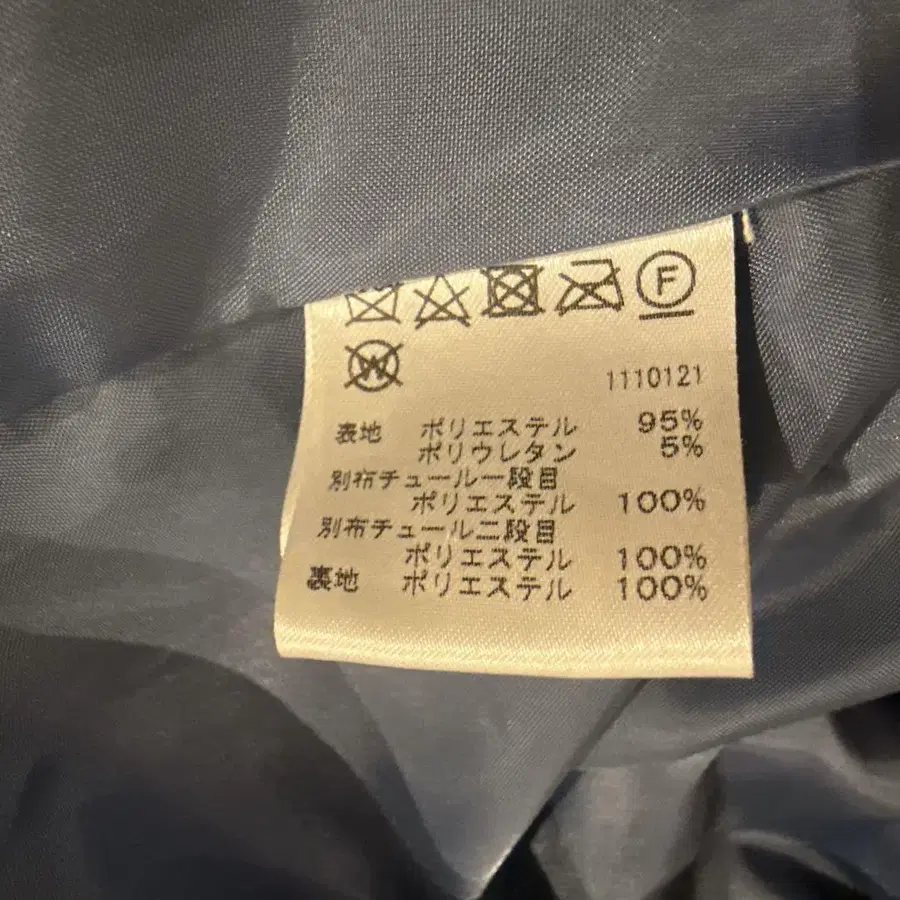 F
W
1110121
表地 ポリエステル 95%
ポリウレタン 5%
別布チュール一段目
ポリエステル 100%
別布チュール二段目
ポリエステル 100%
裏地 ポリエステル 100%